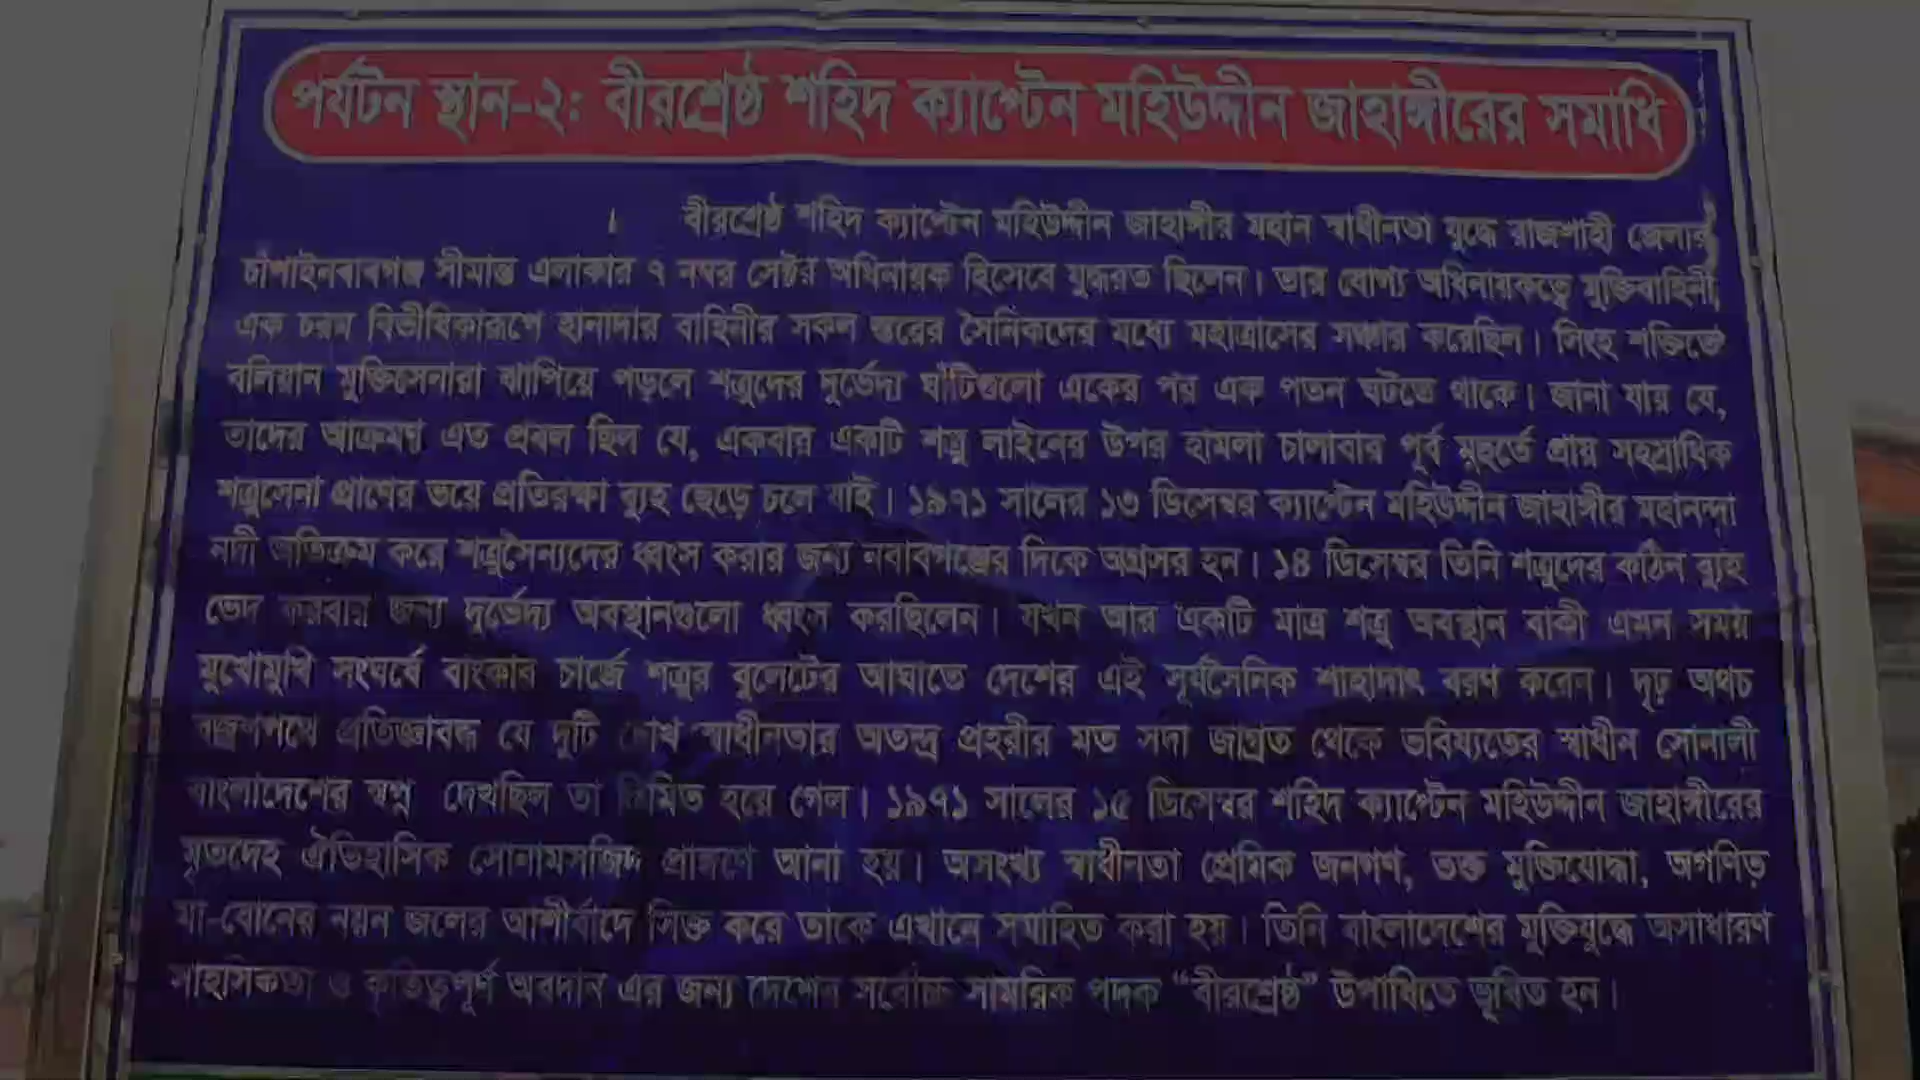 পর্যটন স্থান-২: বীরশ্রেষ্ঠ শহিদ ক্যাপ্টেন মহিউদ্দীন জাহাঙ্গীরের সমাধি
। বীরশ্রেষ্ঠ শহিদ ক্যাপ্টেন মহিউদ্দীন জাহাঙ্গীর মহান স্বাধীনতা যুদ্ধে রাজশাহী জেলার
চাঁপাইনবাবগঞ্জ সীমান্ত এলাকার ৭ নম্বর সেক্টর অধিনায়ক হিসেবে যুদ্ধরত ছিলেন। তার যোগ্য অধিনায়কত্বে মুক্তিবাহিনী
এক চরম বিভীষিকারূপে হানাদার বাহিনীর সকল স্তরের সৈনিকদের মধ্যে মহাত্রাসের সঞ্চার করেছিল। সিংহ শক্তিতে
বলিয়ান মুক্তিসেনারা ঝাপিয়ে পড়লে শত্রুদের দুর্ভেদ্য ঘাঁটিগুলো একের পর এক পতন ঘটতে থাকে। জানা যায় যে,
তাদের আক্রমণ এত প্রবল ছিল যে, একবার একটি শত্রু লাইনের উপর হামলা চালাবার পূর্ব মুহুর্তে প্রায় সহস্রাধিক
শত্রুসেনা প্রাণের ভয়ে প্রতিরক্ষা ব্যুহ ছেড়ে চলে যাই। ১৯৭১ সালের ১৩ ডিসেম্বর ক্যাপ্টেন মহিউদ্দীন জাহাঙ্গীর মহানন্দা
নদী অতিক্রম করে শত্রুসৈন্যদের ধ্বংস করার জন্য নবাবগঞ্জের দিকে অগ্রসর হন। ১৪ ডিসেম্বর তিনি শত্রুদের কঠিন ব্যুহ
ভেদ করবার জন্য দুর্ভেদ্য অবস্থানগুলো ধ্বংস করছিলেন। যখন আর একটি মাত্র শত্রু অবস্থান বাকী এমন সময়
মুখোমুখি সংঘর্ষে বাংকার চার্জে শত্রুর বুলেটের আঘাতে দেশের এই সূর্যসৈনিক শাহাদাৎ বরণ করেন। দৃঢ় অথচ
বজ্রশপথে প্রতিজ্ঞাবদ্ধ যে দুটি চোখ স্বাধীনতার অতন্দ্র প্রহরীর মত সদা জাগ্রত থেকে ভবিষ্যতের স্বাধীন সোনালী
বাংলাদেশের স্বপ্ন দেখছিল তা স্তিমিত হয়ে গেল। ১৯৭১ সালের ১৫ ডিসেম্বর শহিদ ক্যাপ্টেন মহিউদ্দীন জাহাঙ্গীরের
মৃতদেহ ঐতিহাসিক সোনামসজিদ প্রাঙ্গণে আনা হয়। অসংখ্য স্বাধীনতা প্রেমিক জনগণ, ভক্ত মুক্তিযোদ্ধা, অগণিত
মা-বোনের নয়ন জলের আশীর্বাদে সিক্ত করে তাকে এখানে সমাহিত করা হয়। তিনি বাংলাদেশের মুক্তিযুদ্ধে অসাধারণ
সাহসিকতা ও কৃতিত্বপূর্ণ অবদান এর জন্য দেশের সর্বোচ্চ সামরিক পদক “বীরশ্রেষ্ঠ” উপাধিতে ভূষিত হন।